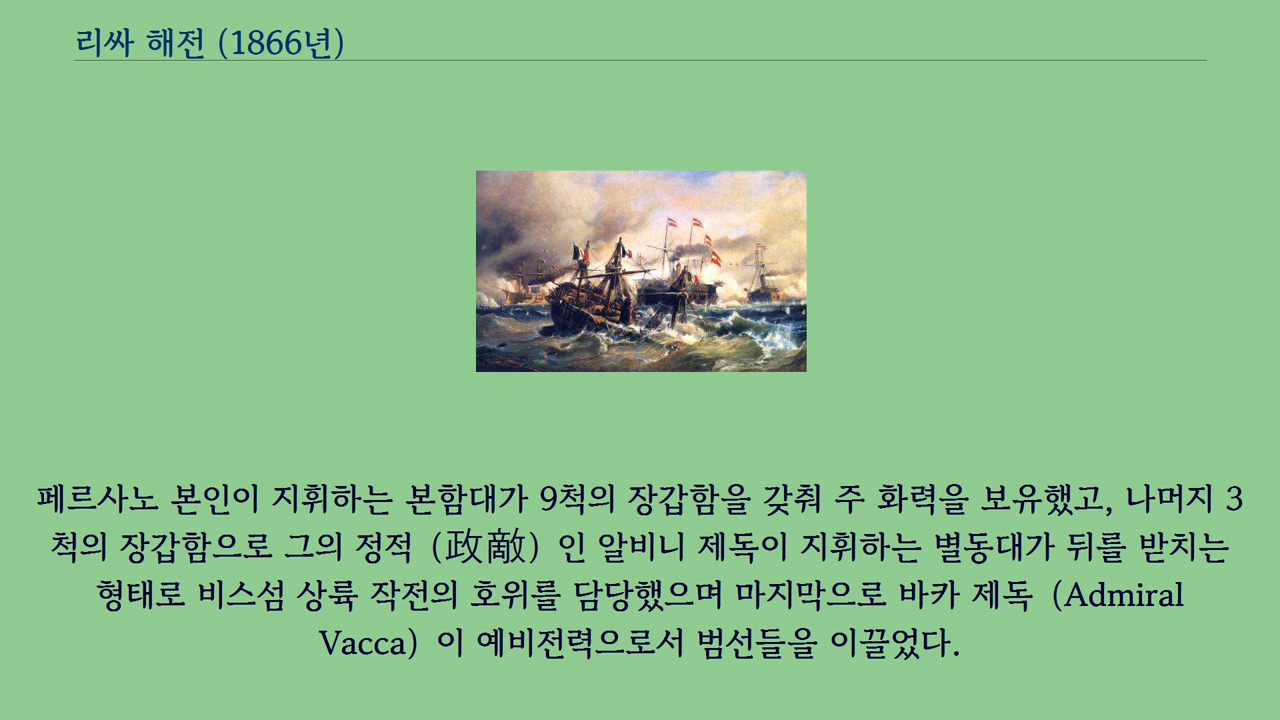 리싸 해전 (1866년)
페르사노 본인이 지휘하는 본함대가 9척의 장갑함을 갖춰 주 화력을 보유했고, 나머지 3
척의 장갑함으로 그의 정적（政敵）인 알비니 제독이 지휘하는 별동대가 뒤를 받치는
형태로 비스섬 상륙 작전의 호위를 담당했으며 마지막으로 바카 제독（Admiral
Vacca）이 예비전력으로서 범선들을 이끌었다.